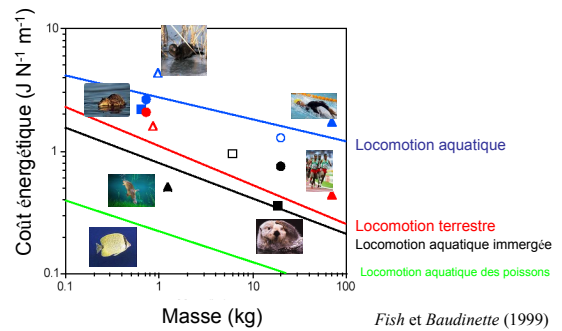 Coût énergétique (J N⁻¹ m⁻¹)
10
1
0.1
0.1
1
10
100
Masse (kg)
Locomotion aquatique
Locomotion terrestre
Locomotion aquatique immergée
Locomotion aquatique des poissons
Fish et Baudinette (1999)